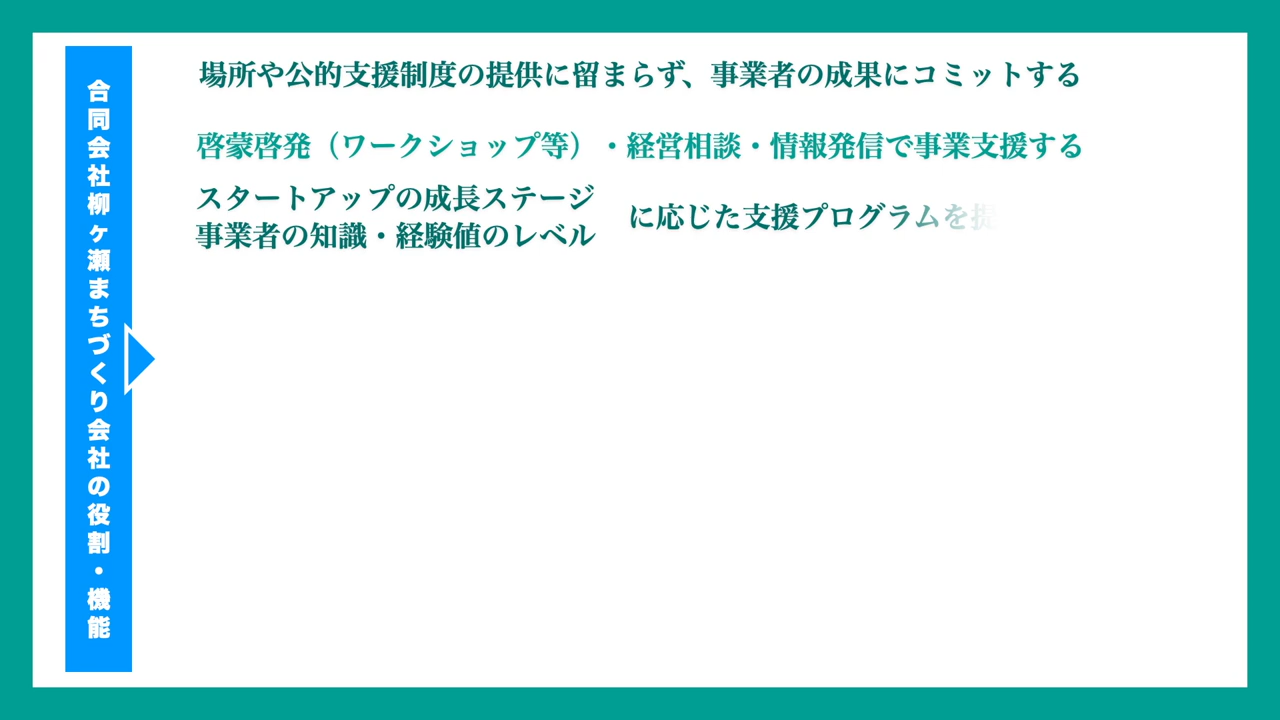 合同会社柳ヶ瀬まちづくり会社の役割・機能
場所や公的支援制度の提供に留まらず、事業者の成果にコミットする
啓蒙啓発（ワークショップ等）・経営相談・情報発信で事業支援する
スタートアップの成長ステージ
事業者の知識・経験値のレベル
に応じた支援プログラムを提